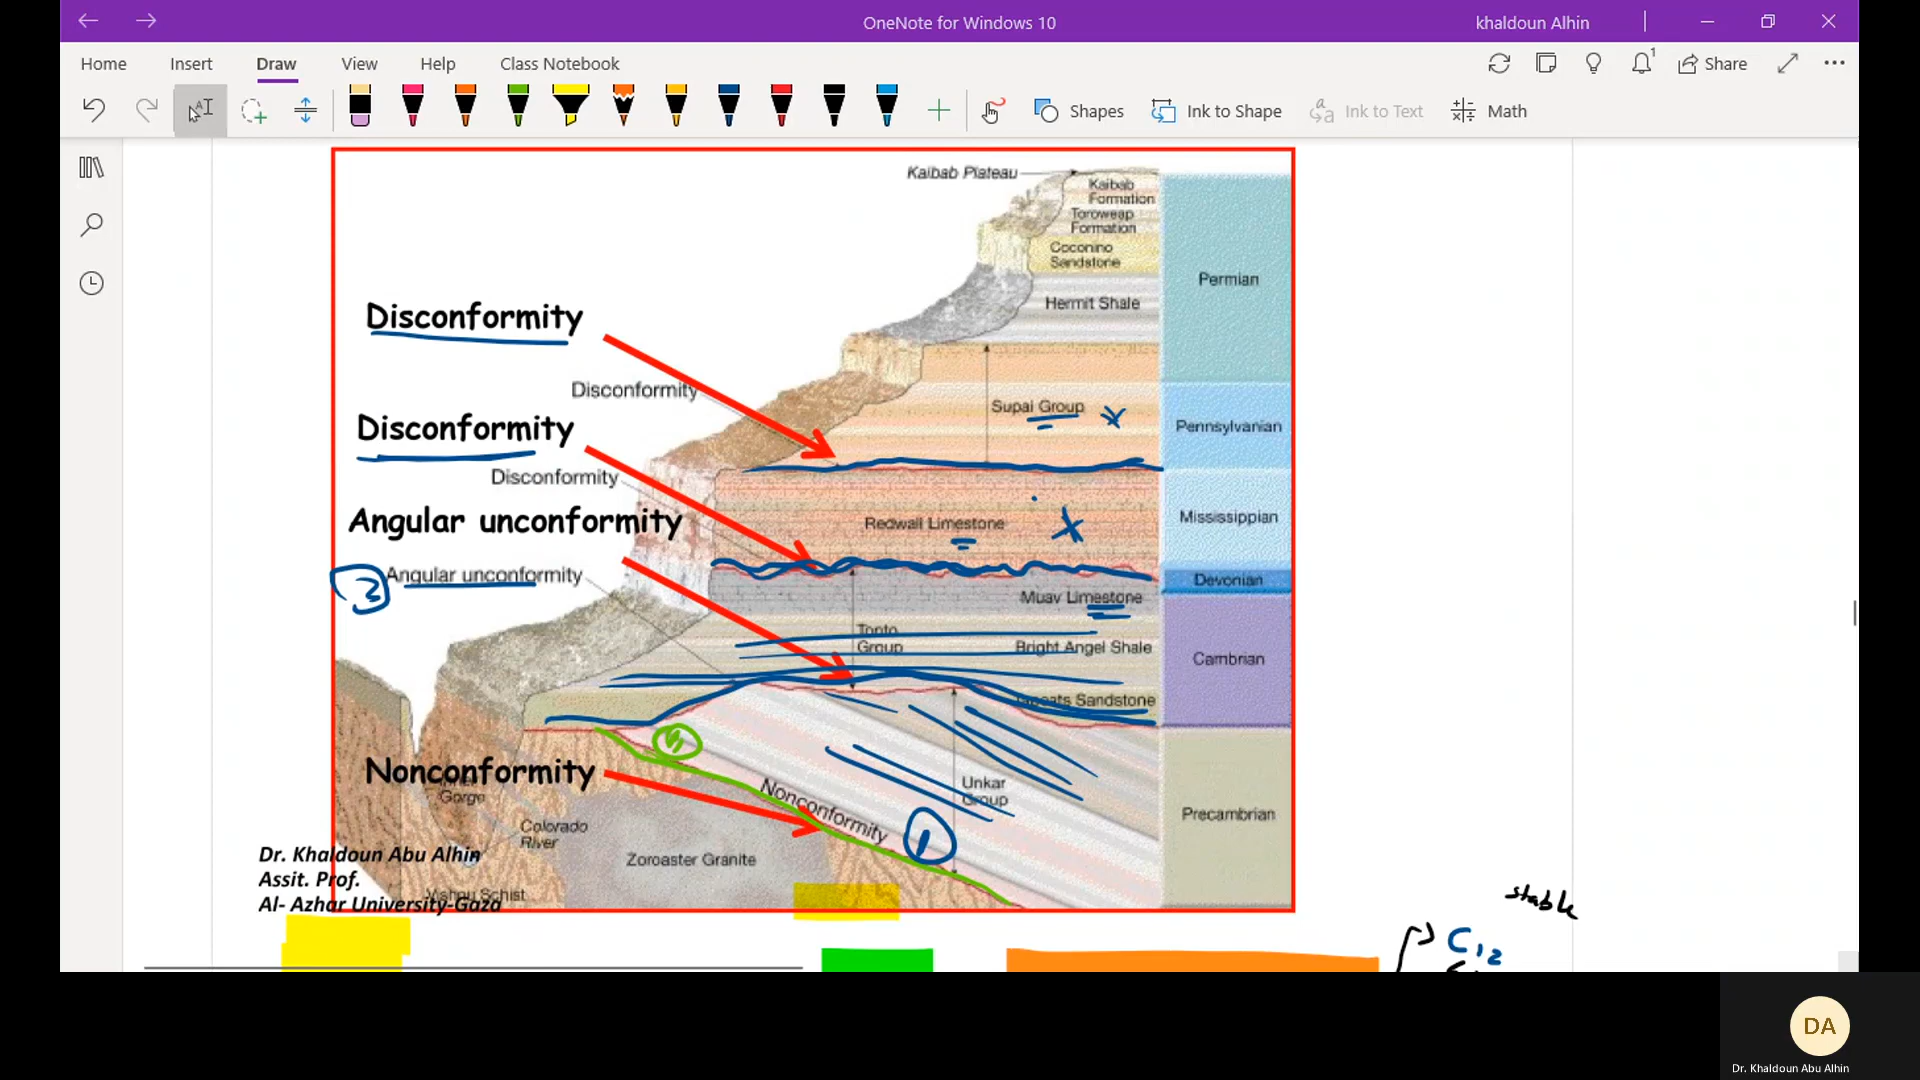 OneNote for Windows 10
khaldoun Alhin
Home
Insert
Draw
View
Help
Class Notebook
1
Share
Shapes
Ink to Shape
Ink to Text
Math
Kaibab Plateau
Kaibab
Formation
Toroweap
Formation
Coconino
Sandstone
Hermit Shale
Permian
Disconformity
Disconformity
Supai Group
Pennsylvanian
Disconformity
Disconformity
Redwall Limestone
Mississippian
Angular unconformity
Angular unconformity
Devonian
Muav Limestone
Tonto
Group
Bright Angel Shale
Cambrian
Sandstone
Nonconformity
Nonconformity
Unkar
Group
1
Precambrian
Gorge
Colorado
River
Zoroaster Granite
Vishnu Schist
Dr. Khaldoun Abu Alhin
Assit. Prof.
Al- Azhar University-Gaza
stable
C12
DA
Dr. Khaldoun Abu Alhin